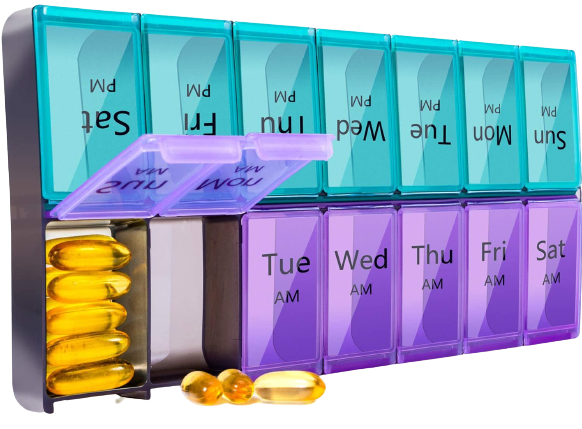 Sat PM
Fri PM
Thu PM
Wed PM
Tue PM
Mon PM
Sun PM
Sun AM
Mon AM
Tue AM
Wed AM
Thu AM
Fri AM
Sat AM